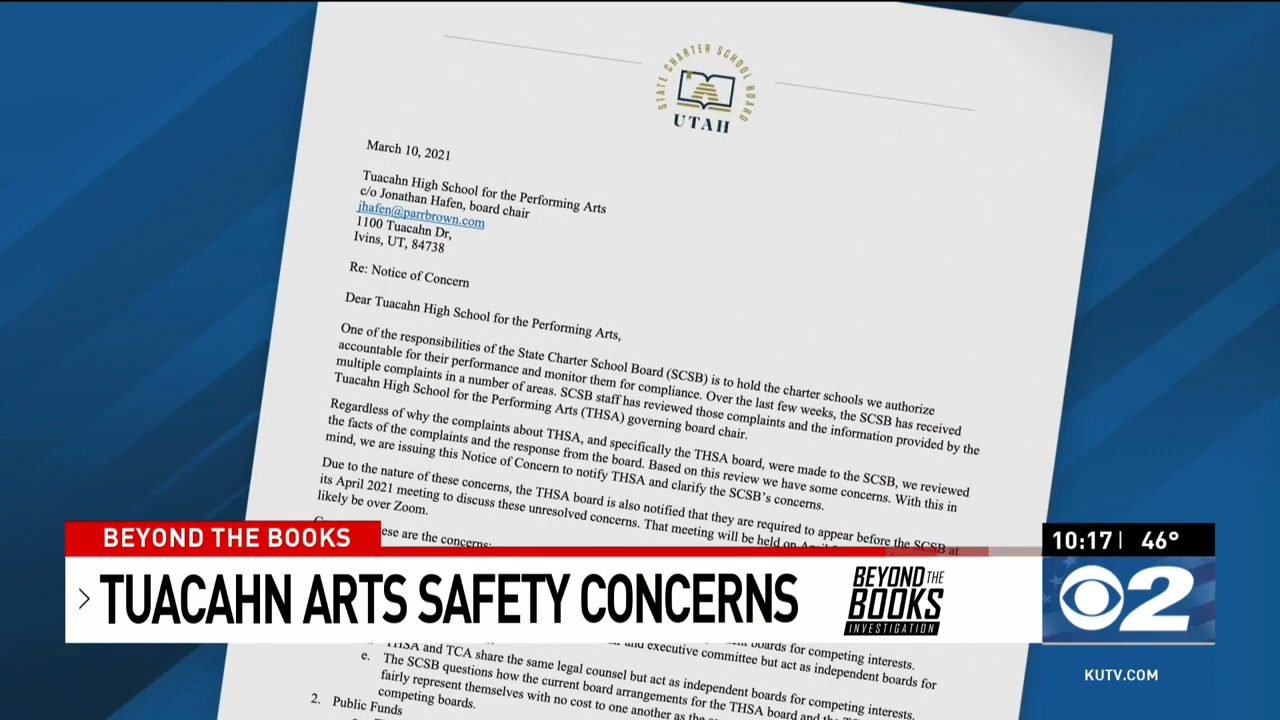 STATE CHARTER SCHOOL BOARD
UTAH
March 10, 2021
Tuacahn High School for the Performing Arts
c/o Jonathan Hafen, board chair
jhafen@parrbrown.com
1100 Tuacahn Dr,
Ivins, UT, 84738
Re: Notice of Concern
Dear Tuacahn High School for the Performing Arts,
One of the responsibilities of the State Charter School Board (SCSB) is to hold the charter schools we authorize
accountable for their performance and monitor them for compliance. Over the last few weeks, the SCSB has received
multiple complaints in a number of areas. SCSB staff has reviewed those complaints and the information provided by the
Tuacahn High School for the Performing Arts (THSA) governing board chair.
Regardless of why the complaints about THSA, and specifically the THSA board, were made to the SCSB, we reviewed
the facts of the complaints and the response from the board. Based on this review we have some concerns. With this in
mind, we are issuing this Notice of Concern to notify THSA and clarify the SCSB's concerns.
Due to the nature of these concerns, the THSA board is also notified that they are required to appear before the SCSB at
its April 2021 meeting to discuss these unresolved concerns. That meeting will be held on
likely be over Zoom.
these are the concerns:
BEYOND THE BOOKS
TUACAHN ARTS SAFETY CONCERNS
BEYOND THE
BOOKS
INVESTIGATION
10:17 46°
2
KUTV.COM
boards for competing interests.
and executive committee but act as independent boards for
THSA and TCA share the same legal counsel but act as independent boards for competing interests.
e. The SCSB questions how the current board arrangements for the THSA board and the
fairly represent themselves with no cost to one another as the
competing boards.
2. Public Funds